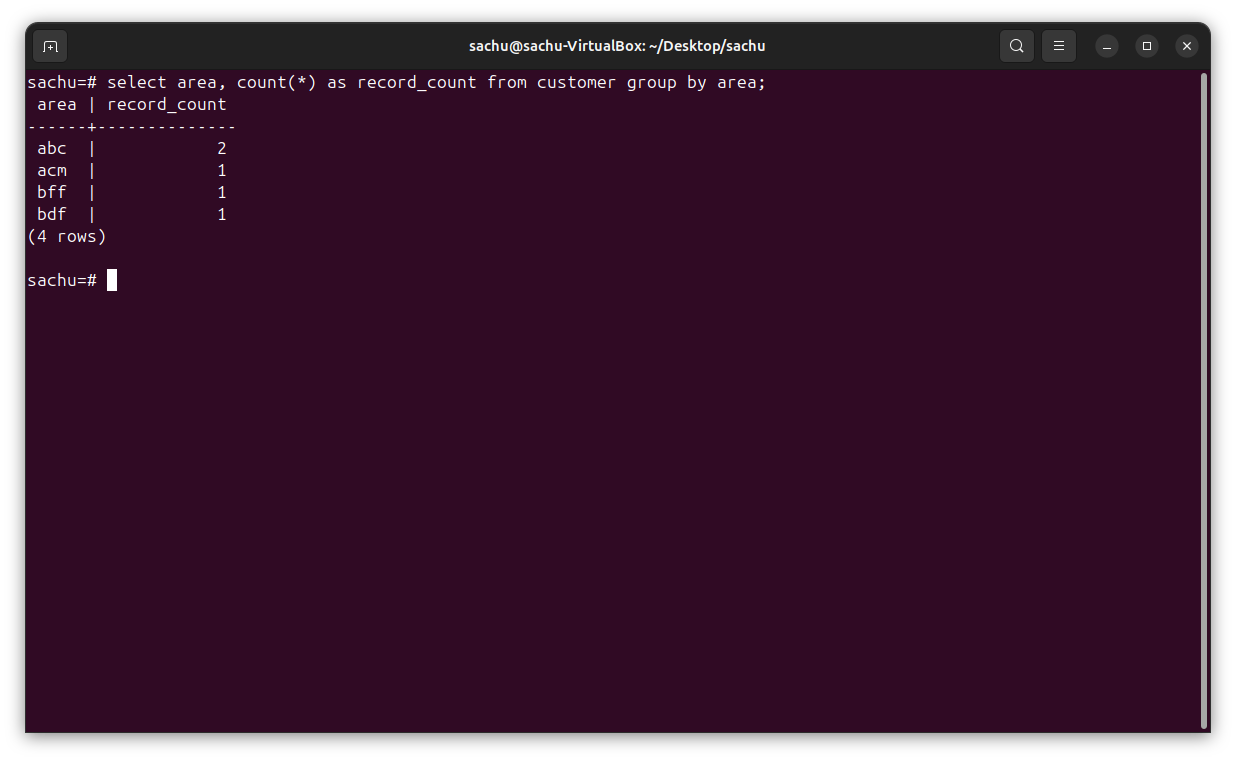 sachu@sachu-VirtualBox: ~/Desktop/sachu
sachu=# select area, count(*) as record_count from customer group by area;
 area | record_count
------+--------------
 abc  |            2
 acm  |            1
 bff  |            1
 bdf  |            1
(4 rows)
sachu=#